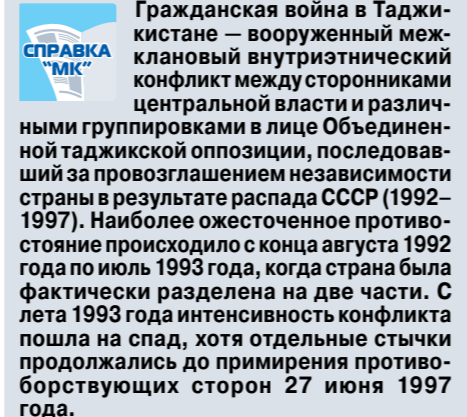 СПРАВКА
"МК"
Гражданская война в Таджи-
кистане — вооруженный меж-
клановый внутриэтнический
конфликт между сторонниками
центральной власти и различ-
ными группировками в лице Объединен-
ной таджикской оппозиции, последовав-
ший за провозглашением независимости
страны в результате распада СССР (1992–
1997). Наиболее ожесточенное противо-
стояние происходило с конца августа 1992
года по июль 1993 года, когда страна была
фактически разделена на две части. С
лета 1993 года интенсивность конфликта
пошла на спад, хотя отдельные стычки
продолжались до примирения противо-
борствующих сторон 27 июня 1997
года.